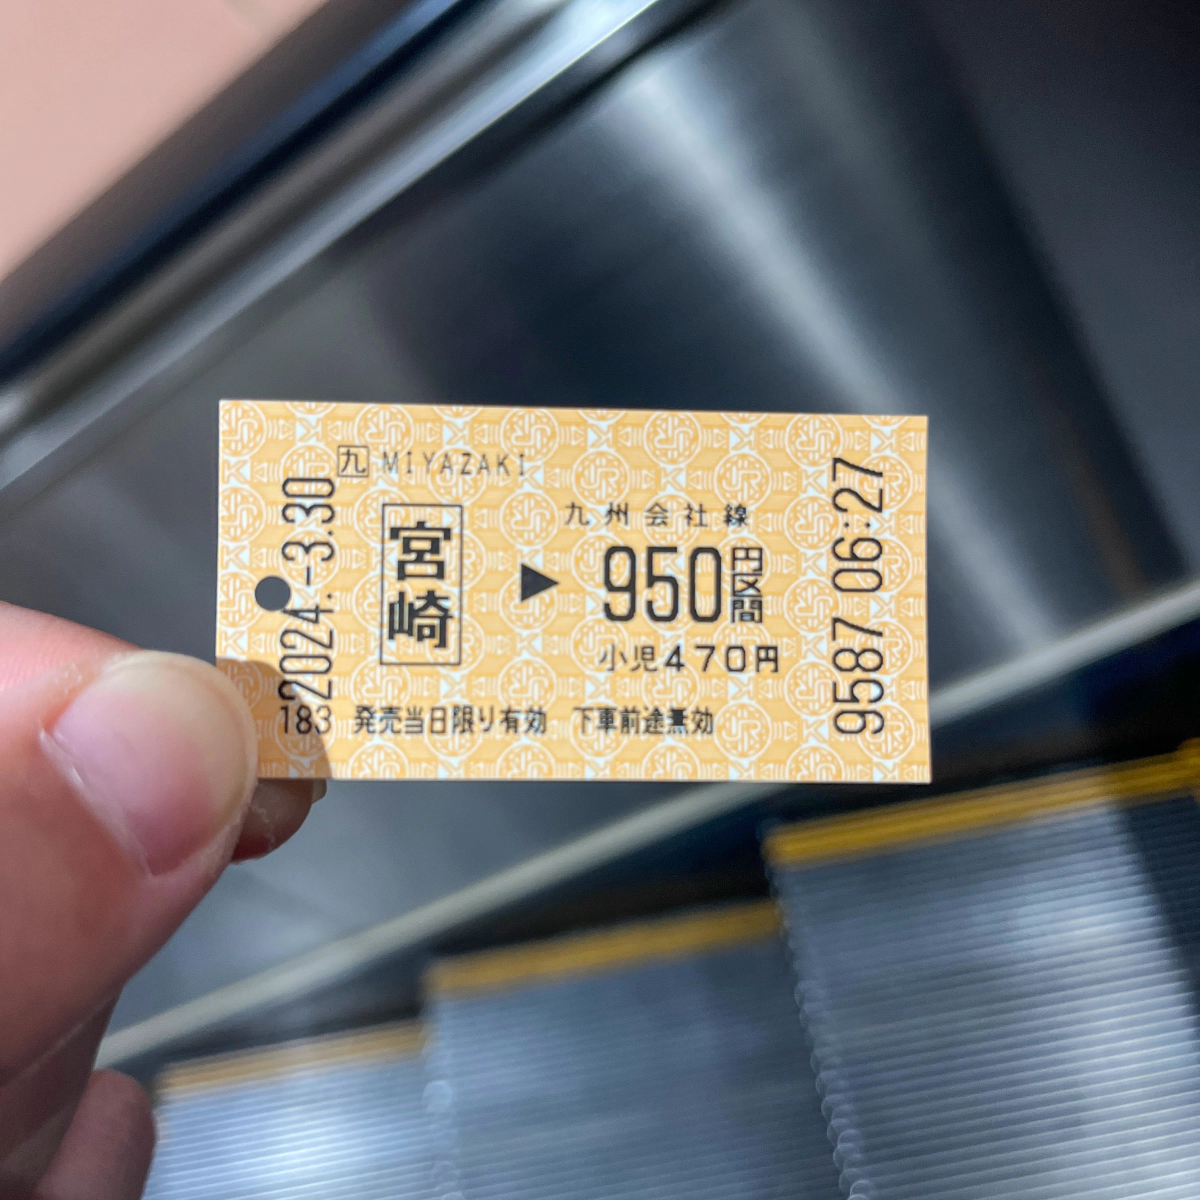 九 MIYAZAKI
2024.-3.30
宮崎
▶
九州会社線
950円区間
小児470円
183 発売当日限り有効 下車前途無効
9587 06:27